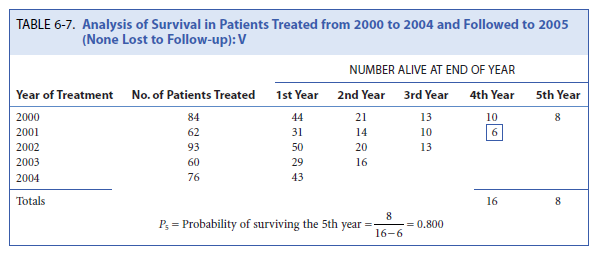 TABLE 6-7. Analysis of Survival in Patients Treated from 2000 to 2004 and Followed to 2005
(None Lost to Follow-up): V
NUMBER ALIVE AT END OF YEAR
Year of Treatment No. of Patients Treated 1st Year 2nd Year 3rd Year 4th Year 5th Year
2000 84 44 21 13 10 8
2001 62 31 14 10 6
2002 93 50 20 13
2003 60 29 16
2004 76 43
Totals 16 8
P₅ = Probability of surviving the 5th year = 8/16−6 = 0.800